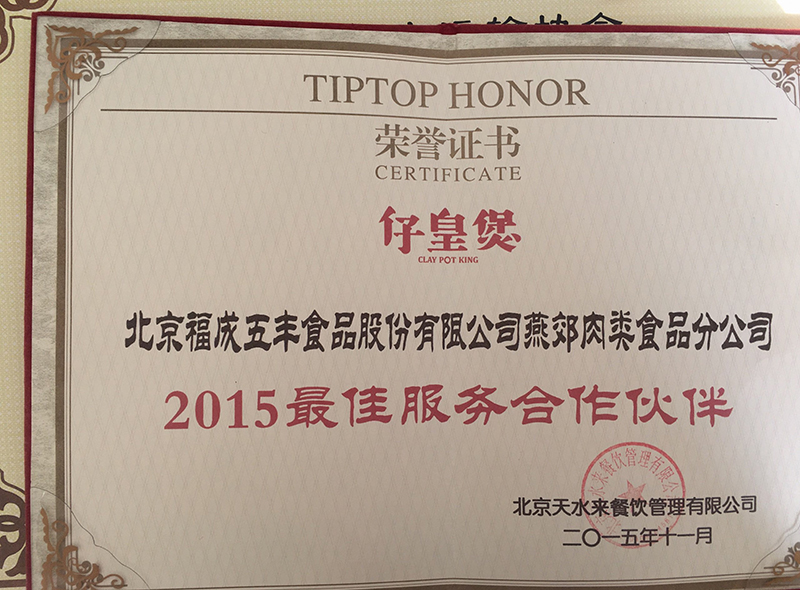 TIPTOP HONOR
荣誉证书
CERTIFICATE
仔皇煲
CLAY POT KING
北京福成五丰食品股份有限公司燕郊肉类食品分公司
2015最佳服务合作伙伴
北京天水来餐饮管理有限公司
二〇一五年十一月